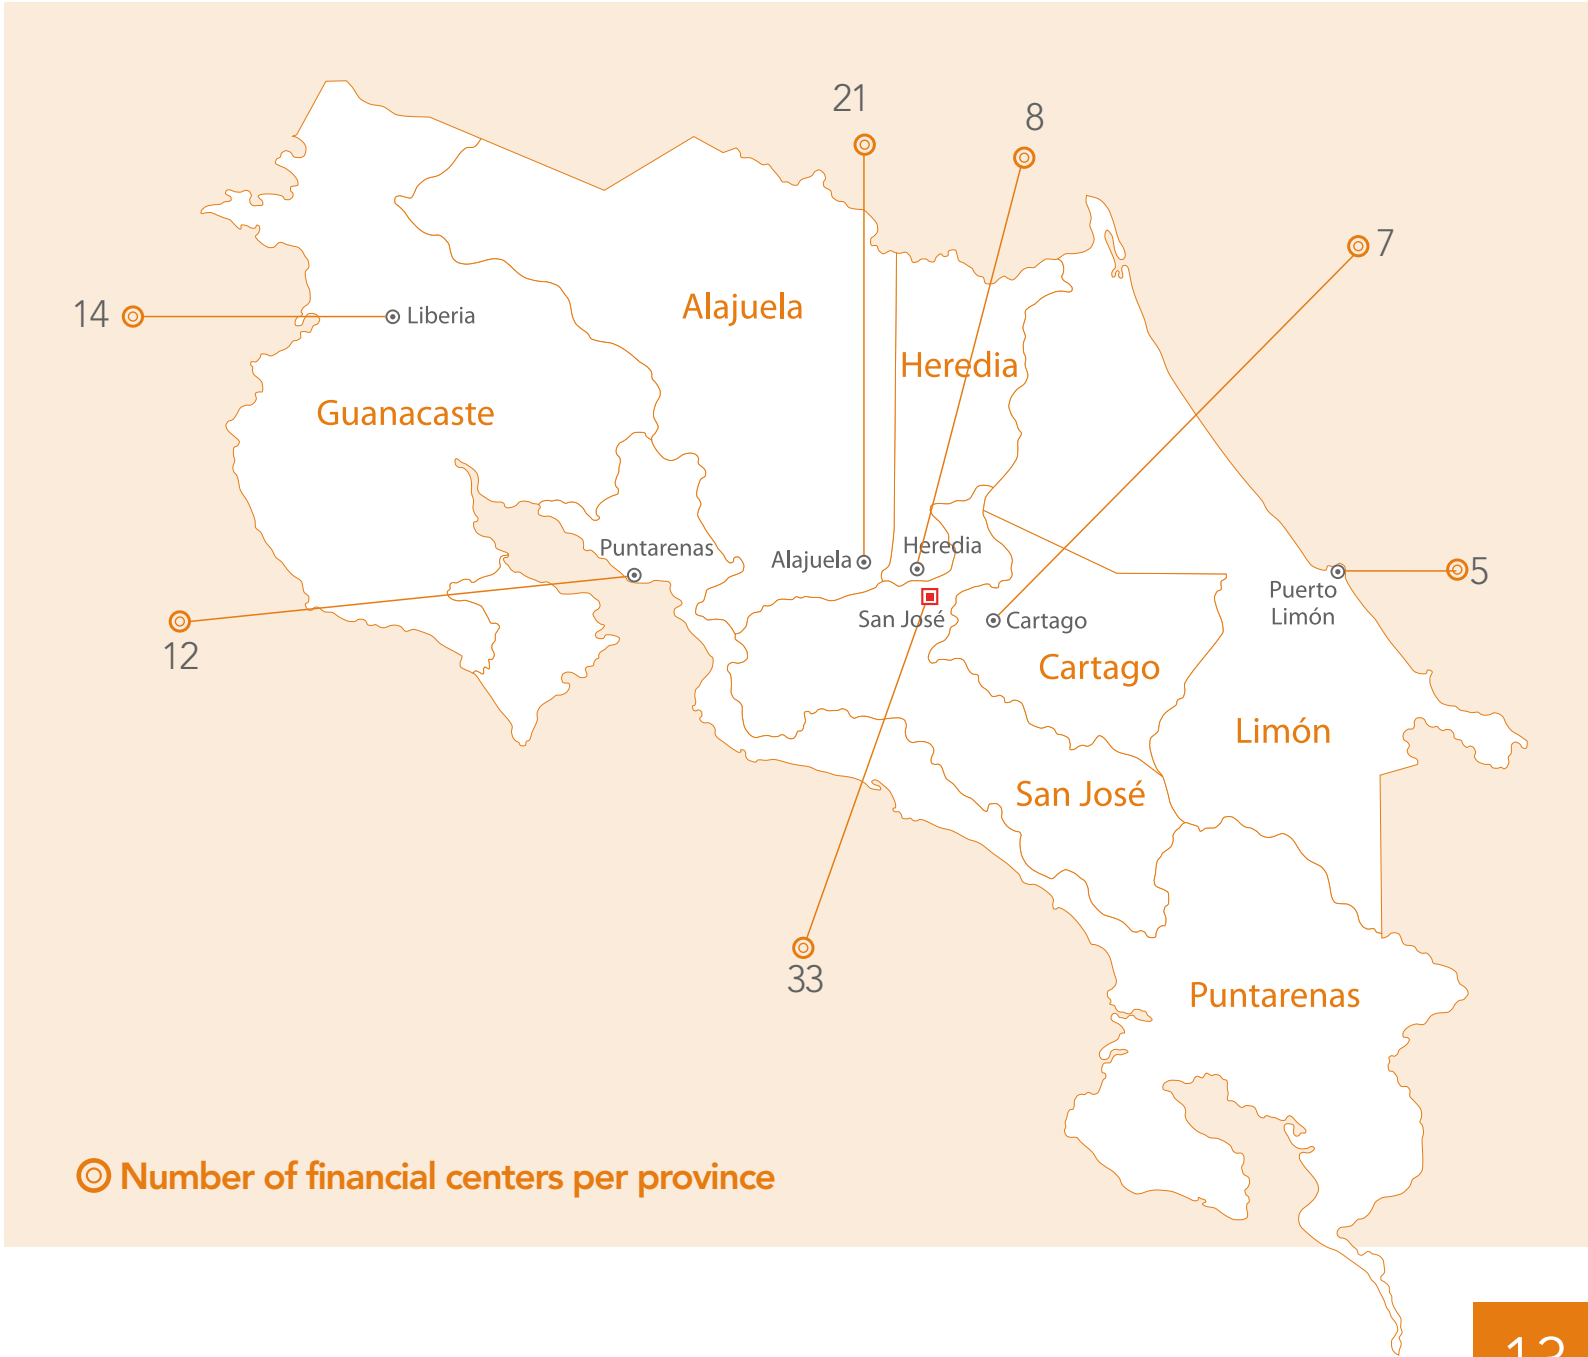 21
8
7
14
Liberia
Alajuela
Heredia
Guanacaste
Puntarenas
Alajuela
Heredia
5
Puerto
Limón
12
San José
Cartago
Cartago
Limón
San José
33
Puntarenas
Number of financial centers per province